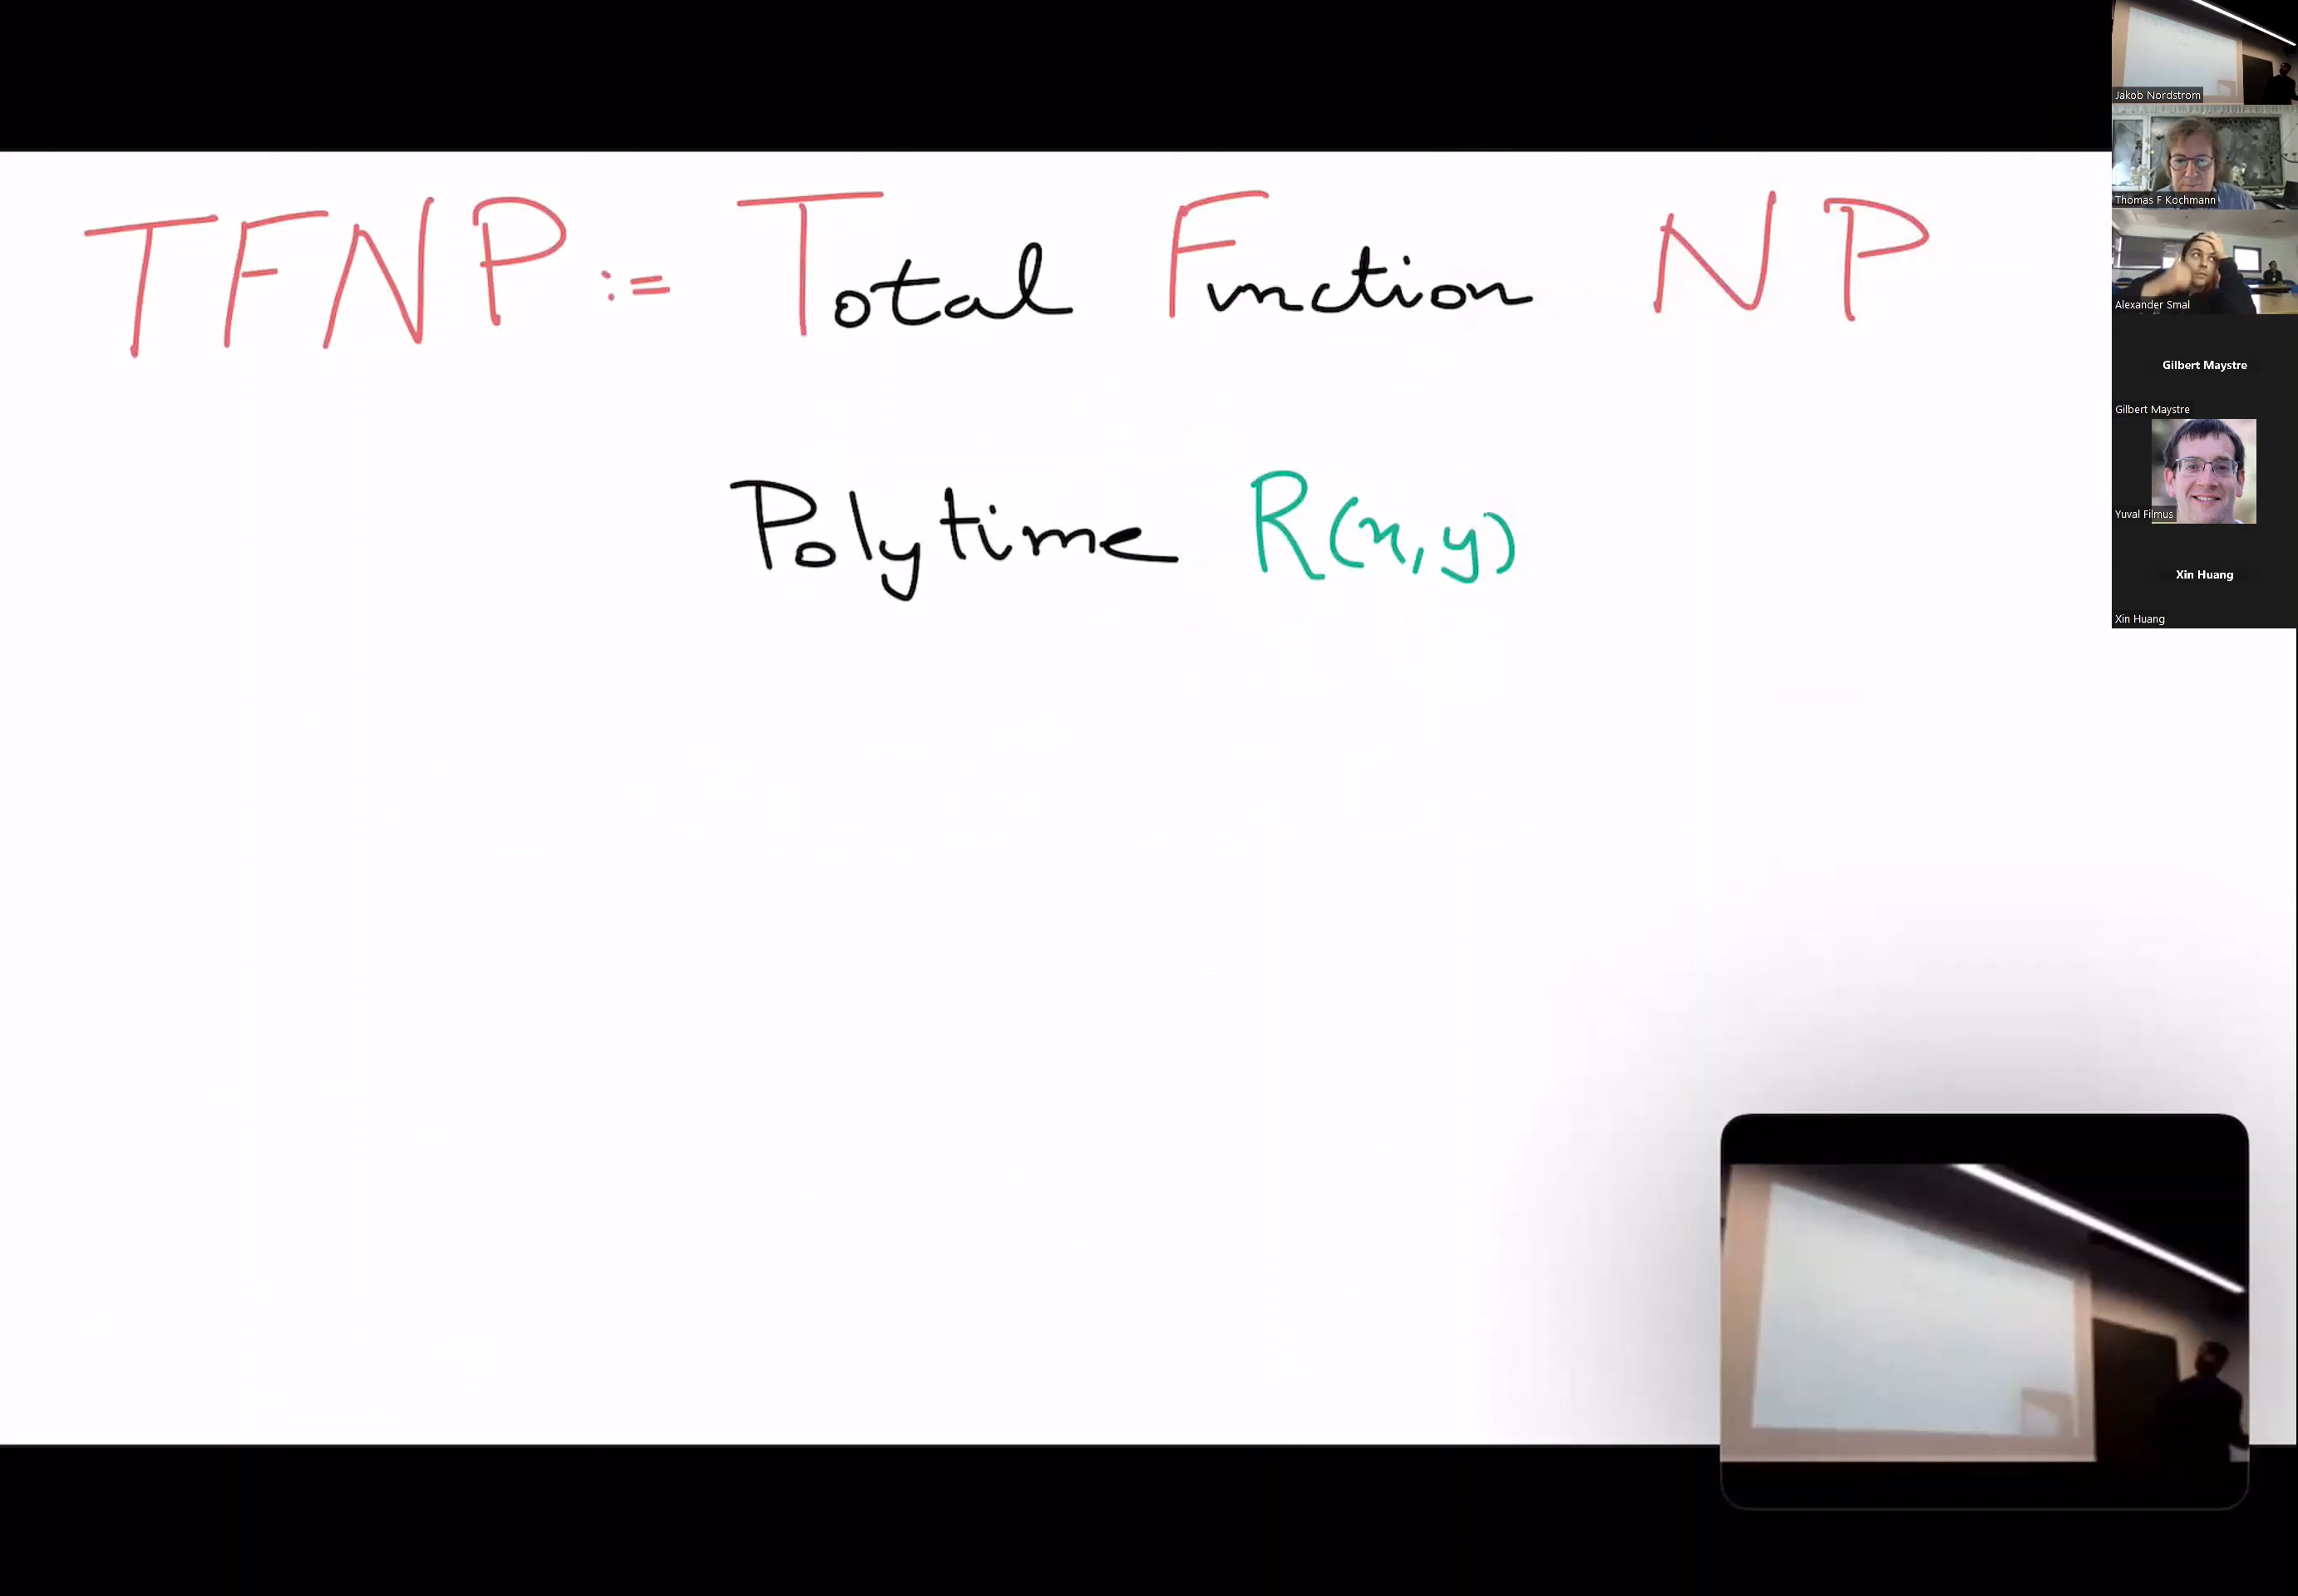 TFNP := Total Function NP
Polytime R(x,y)
Jakob Nordstrom
Thomas F Kochmann
Alexander Smal
Gilbert Maystre
Gilbert Maystre
Yuval Filmus
Xin Huang
Xin Huang